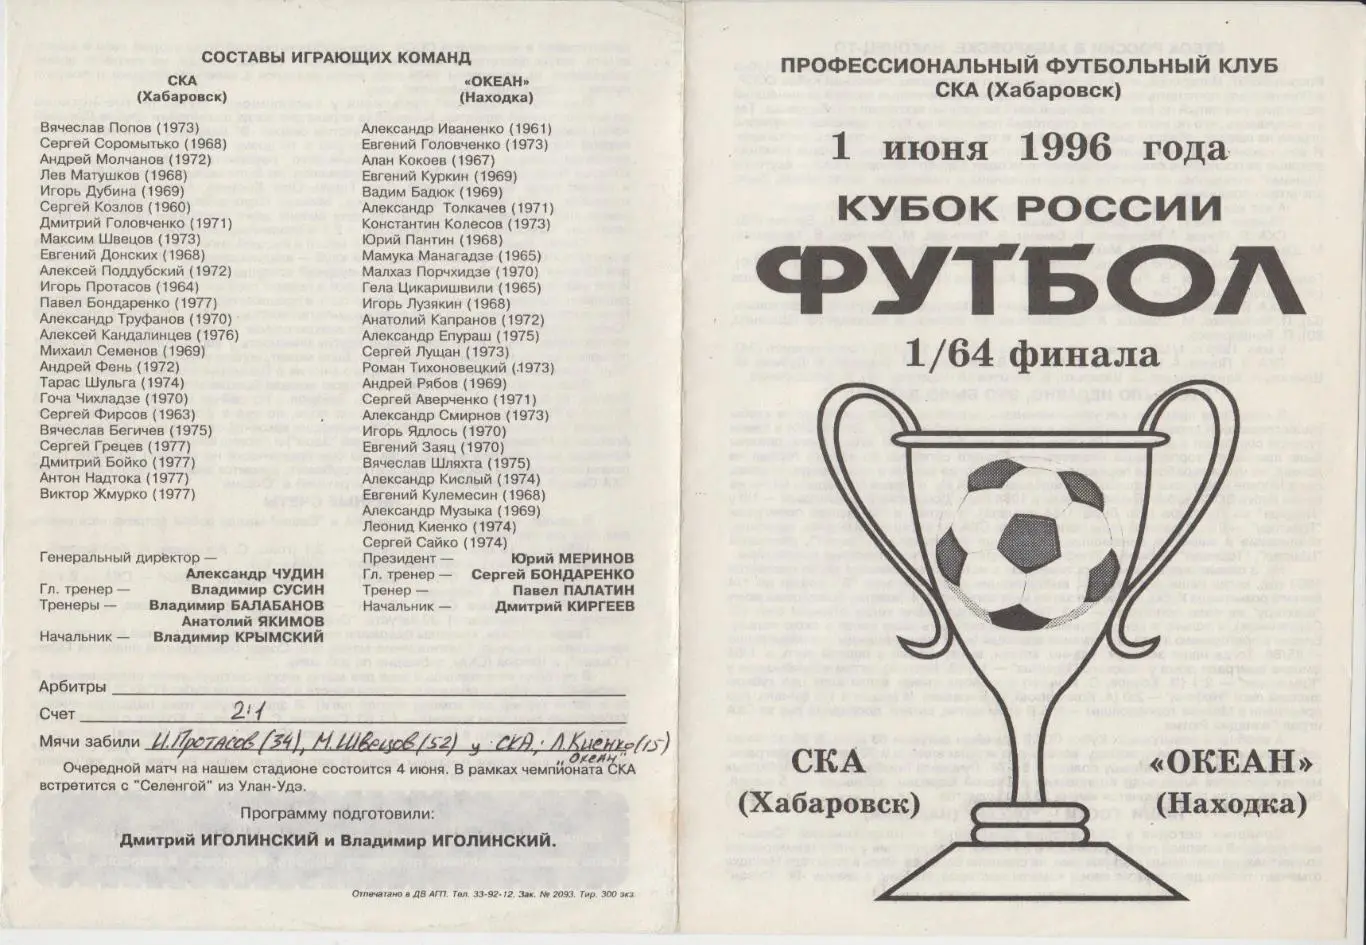 СОСТАВЫ ИГРАЮЩИХ КОМАНД
СКА
(Хабаровск)
Вячеслав Попов (1973)
Сергей Соромытько (1968)
Андрей Молчанов (1972)
Лев Матушков (1968)
Игорь Дубина (1969)
Сергей Козлов (1960)
Дмитрий Головченко (1971)
Максим Швецов (1973)
Евгений Донских (1968)
Алексей Поддубский (1972)
Игорь Протасов (1964)
Павел Бондаренко (1977)
Александр Труфанов (1970)
Алексей Кандалинцев (1976)
Михаил Семенов (1969)
Андрей Фень (1972)
Тарас Шульга (1974)
Гоча Чихладзе (1970)
Сергей Фирсов (1963)
Вячеслав Бегичев (1975)
Сергей Грецев (1977)
Дмитрий Бойко (1977)
Антон Надтока (1977)
Виктор Жмурко (1977)
Генеральный директор —
Александр ЧУДИН
Гл. тренер — Владимир СУСИН
Тренеры — Владимир БАЛАБАНОВ
Анатолий ЯКИМОВ
Начальник — Владимир КРЫМСКИЙ
«ОКЕАН»
(Находка)
Александр Иваненко (1961)
Евгений Головченко (1973)
Алан Кокоев (1967)
Евгений Куркин (1969)
Вадим Бадюк (1969)
Александр Толкачев (1971)
Константин Колесов (1973)
Юрий Пантин (1968)
Мамука Манагадзе (1965)
Малхаз Порчхидзе (1970)
Гела Цикаришвили (1965)
Игорь Лузякин (1968)
Анатолий Капранов (1972)
Александр Епураш (1975)
Сергей Лущан (1973)
Роман Тихоновецкий (1973)
Андрей Рябов (1969)
Сергей Аверченко (1971)
Александр Смирнов (1973)
Игорь Ядлось (1970)
Евгений Заяц (1970)
Вячеслав Шляхта (1975)
Александр Кислый (1974)
Евгений Кулемесин (1968)
Александр Музыка (1969)
Леонид Киенко (1974)
Сергей Сайко (1974)
Президент — Юрий МЕРИНОВ
Гл. тренер — Сергей БОНДАРЕНКО
Тренер — Павел ПАЛАТИН
Начальник — Дмитрий КИРГЕЕВ
Арбитры
Счет 2:1
Мячи забили И.Протасов(34), М.Швецов(52) у СКА; Л.Киенко(15)
"Океан"
Очередной матч на нашем стадионе состоится 4 июня. В рамках чемпионата СКА
встретится с "Селенгой" из Улан-Удэ.
Программу подготовили:
Дмитрий ИГОЛИНСКИЙ и Владимир ИГОЛИНСКИЙ.
Отпечатано в ДВ АГП. Тел. 33-92-12. Зак. № 2093. Тир. 300 экз.
ПРОФЕССИОНАЛЬНЫЙ ФУТБОЛЬНЫЙ КЛУБ
СКА (Хабаровск)
1 июня 1996 года
КУБОК РОССИИ
ФУТБОЛ
1/64 финала
СКА
(Хабаровск)
«ОКЕАН»
(Находка)